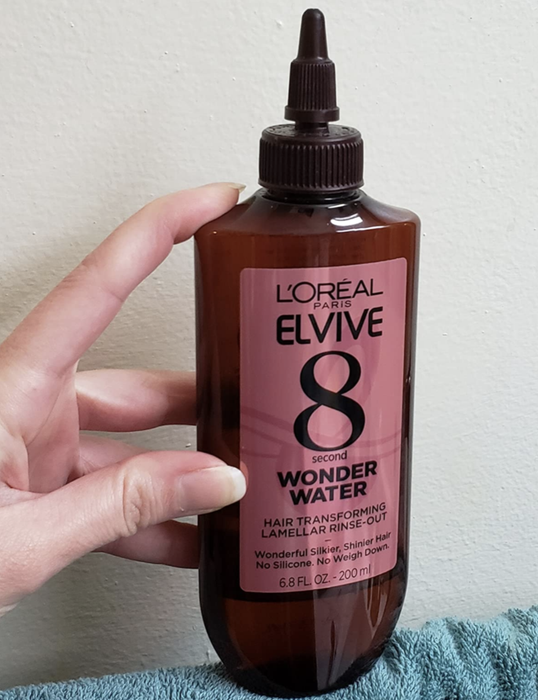 L'ORÉAL
PARIS
ELVIVE
8
second
WONDER
WATER
HAIR TRANSFORMING
LAMELLAR RINSE-OUT
–
Wonderful Silkier, Shinier Hair
No Silicone. No Weigh Down.
6.8 FL. OZ. - 200 ml